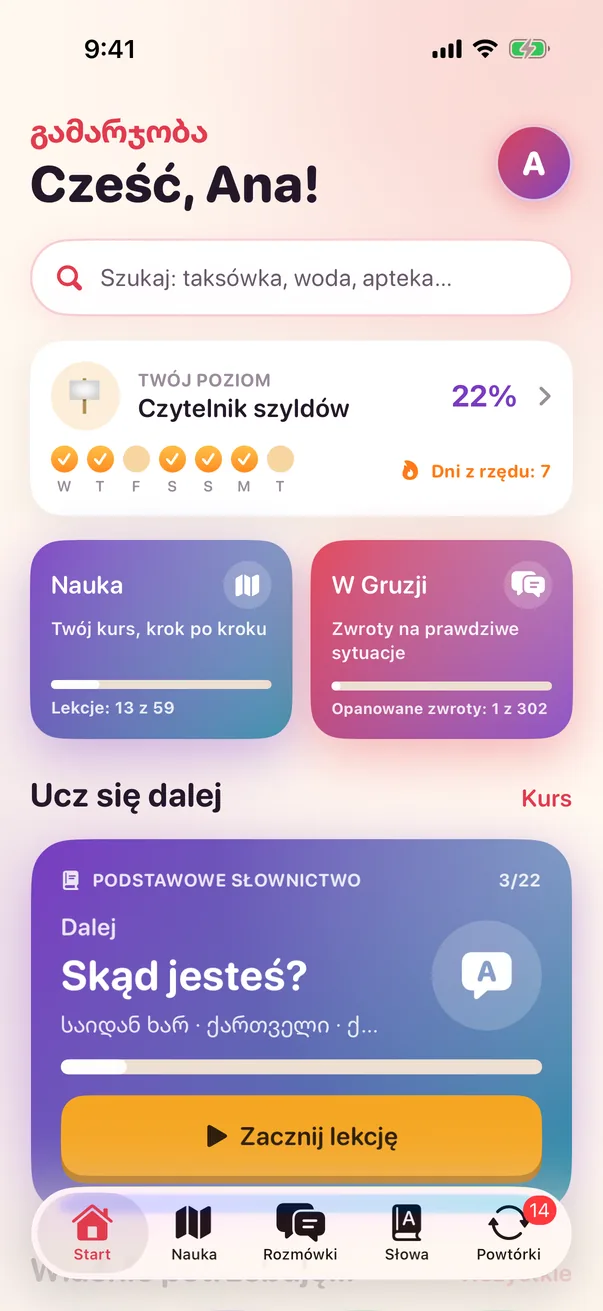 9:41
გამარჯობა
Cześć, Ana!
A
Szukaj: taksówka, woda, apteka...
TWÓJ POZIOM
Czytelnik szyldów
22%
W T F S S M T
Dni z rzędu: 7
Nauka
Twój kurs, krok po kroku
Lekcje: 13 z 59
W Gruzji
Zwroty na prawdziwe
sytuacje
Opanowane zwroty: 1 z 302
Ucz się dalej
Kurs
PODSTAWOWE SŁOWNICTWO
3/22
Dalej
Skąd jesteś?
A
საიდან ხარ · ქართველი · ქ...
Zacznij lekcję
Start
Nauka
Rozmówki
A
Słowa
14
Powtórki